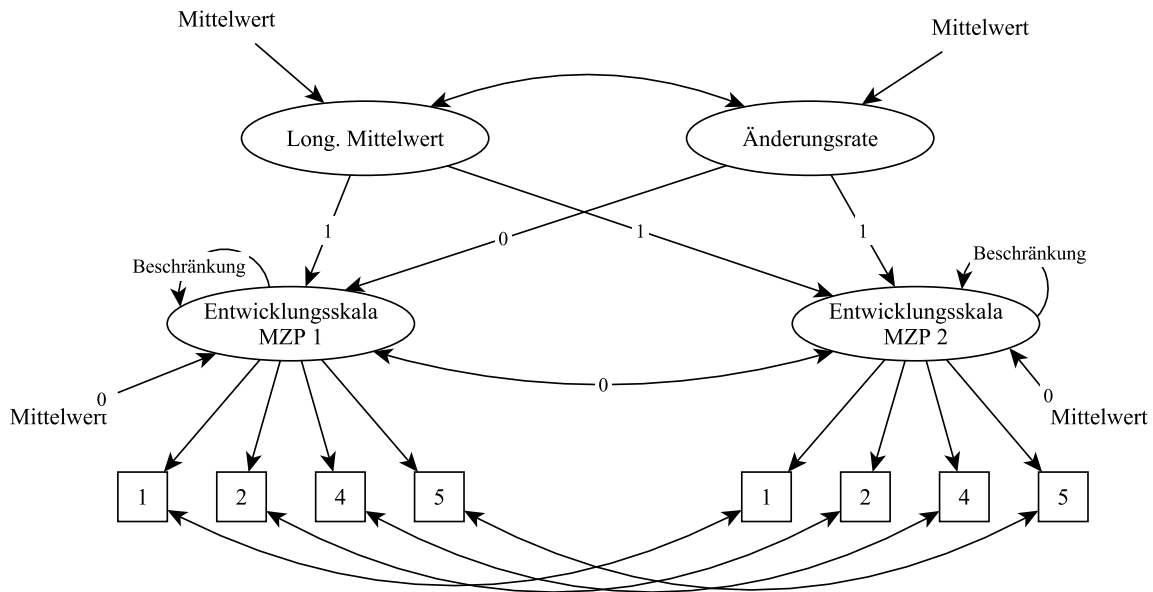 Mittelwert
Mittelwert
Long. Mittelwert
Änderungsrate
1
0
1
1
Beschränkung
Beschränkung
Entwicklungsskala
MZP 1
Entwicklungsskala
MZP 2
0
0
0
Mittelwert
Mittelwert
1
2
4
5
1
2
4
5